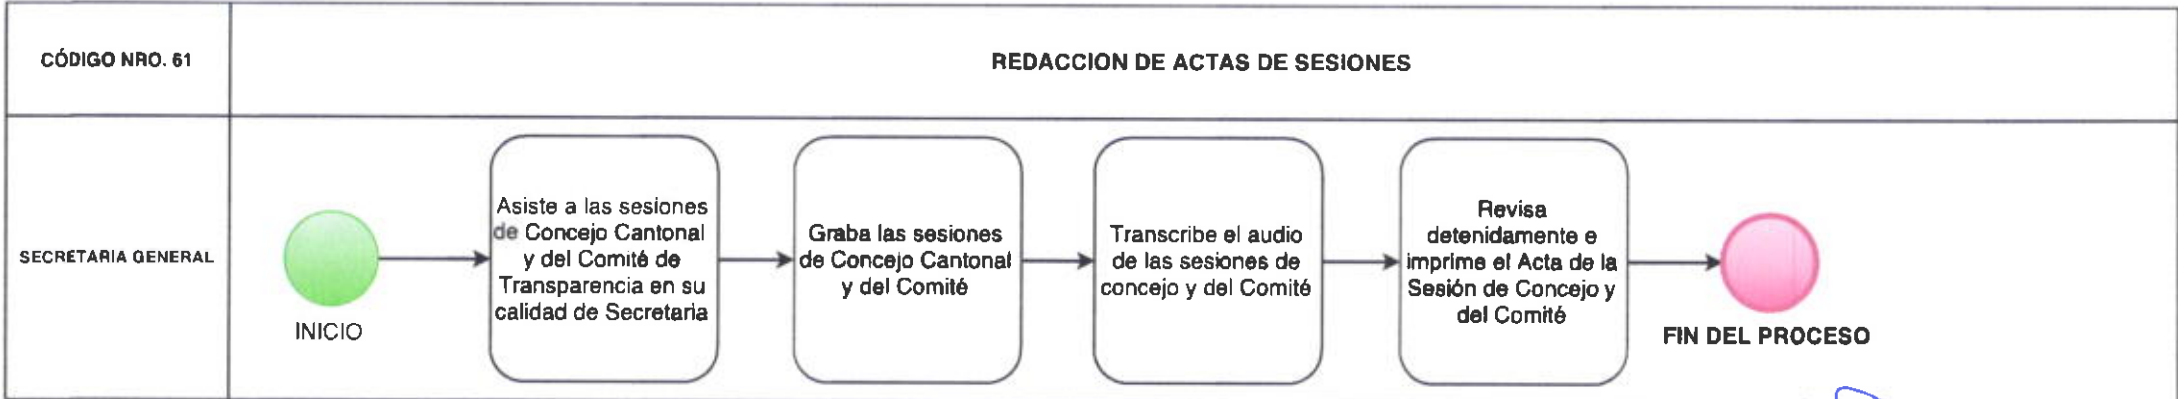 CÓDIGO NRO. 61
REDACCION DE ACTAS DE SESIONES
SECRETARIA GENERAL
INICIO
Asiste a las sesiones
de Concejo Cantonal
y del Comité de
Transparencia en su
calidad de Secretaria
Graba las sesiones
de Concejo Cantonal
y del Comité
Transcribe el audio
de las sesiones de
concejo y del Comité
Revisa
detenidamente e
imprime el Acta de la
Sesión de Concejo y
del Comité
FIN DEL PROCESO